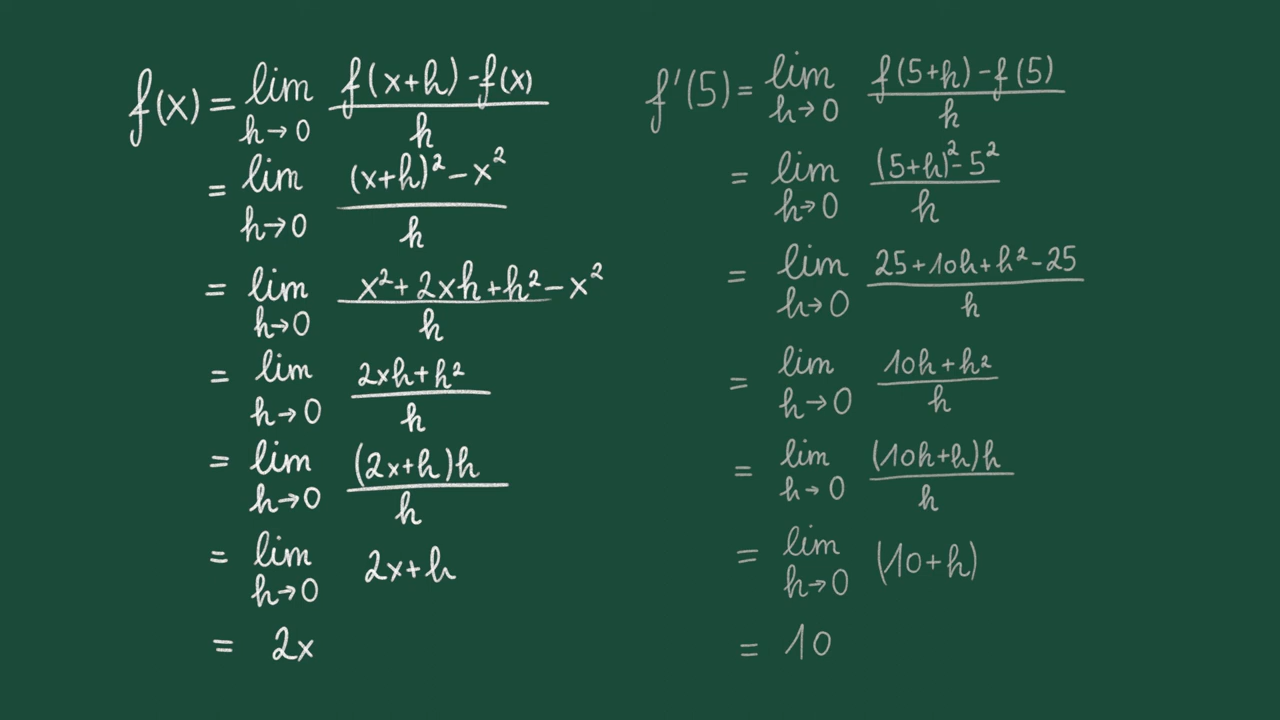 f(x) = lim h→0 (f(x+h) - f(x))/h
= lim h→0 ((x+h)² - x²)/h
= lim h→0 (x² + 2xh + h² - x²)/h
= lim h→0 (2xh + h²)/h
= lim h→0 ((2x+h)h)/h
= lim h→0 2x+h
= 2x
f'(5) = lim h→0 (f(5+h) - f(5))/h
= lim h→0 ((5+h)² - 5²)/h
= lim h→0 (25+10h+h²-25)/h
= lim h→0 (10h+h²)/h
= lim h→0 ((10h+h)h)/h
= lim h→0 (10+h)
= 10